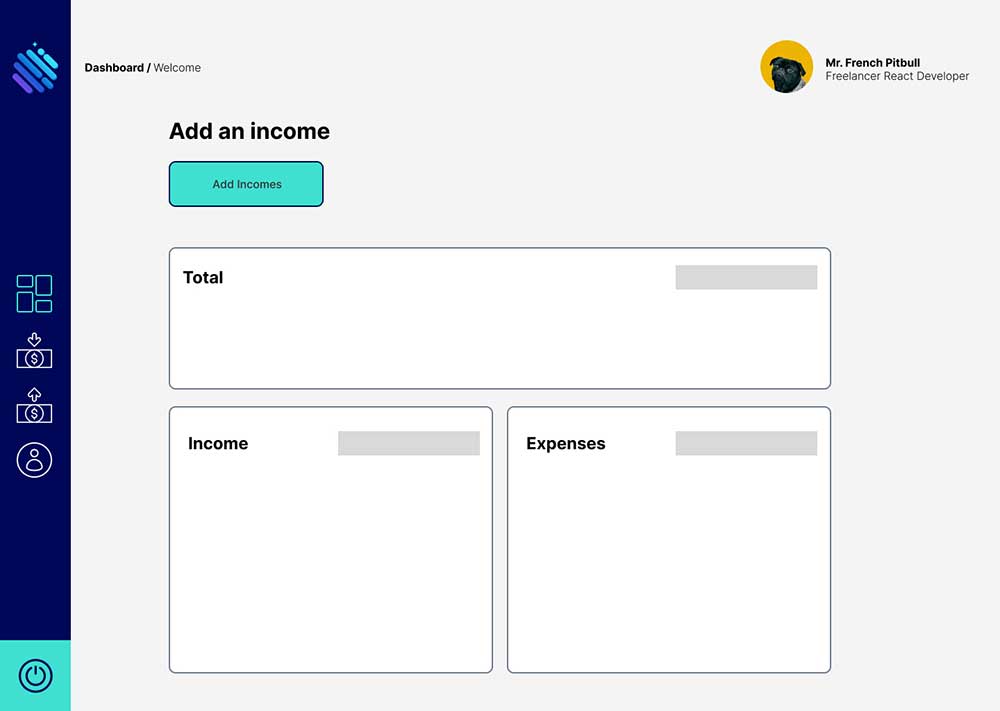 Dashboard / Welcome
Mr. French Pitbull
Freelancer React Developer
Add an income
Add Incomes
Total
$
$
Income
Expenses